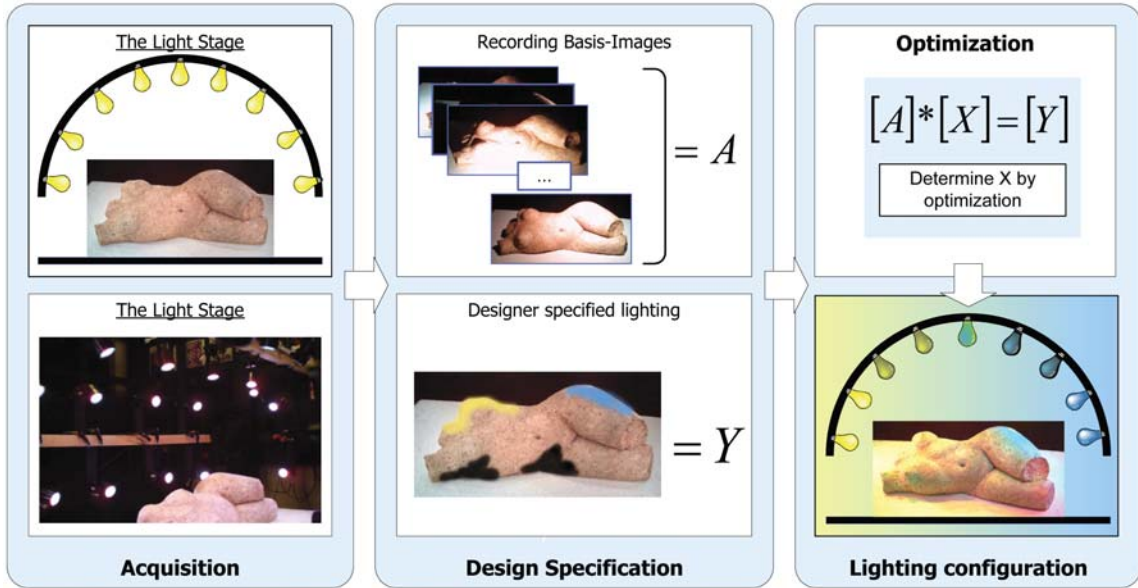 The Light Stage
The Light Stage
Acquisition
Recording Basis-Images
...
= A
Designer specified lighting
= Y
Design Specification
Optimization
[A]*[X]=[Y]
Determine X by
optimization
Lighting configuration